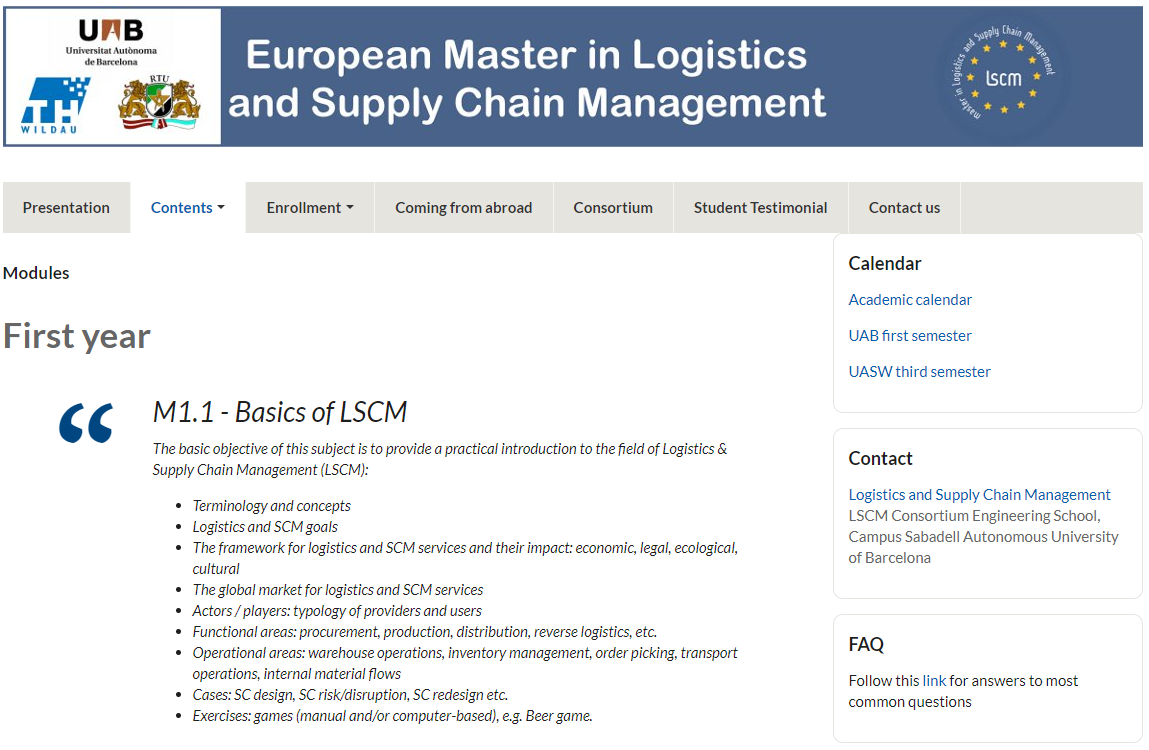 UAB
Universitat Autònoma
de Barcelona
TH
WILDAU
RTU
European Master in Logistics
and Supply Chain Management
master in Logistics and Supply Chain Management
lscm
Presentation
Contents
Enrollment
Coming from abroad
Consortium
Student Testimonial
Contact us
Modules
First year
“
M1.1 - Basics of LSCM
The basic objective of this subject is to provide a practical introduction to the field of Logistics &
Supply Chain Management (LSCM):
• Terminology and concepts
• Logistics and SCM goals
• The framework for logistics and SCM services and their impact: economic, legal, ecological,
cultural
• The global market for logistics and SCM services
• Actors / players: typology of providers and users
• Functional areas: procurement, production, distribution, reverse logistics, etc.
• Operational areas: warehouse operations, inventory management, order picking, transport
operations, internal material flows
• Cases: SC design, SC risk/disruption, SC redesign etc.
• Exercises: games (manual and/or computer-based), e.g. Beer game.
Calendar
Academic calendar
UAB first semester
UASW third semester
Contact
Logistics and Supply Chain Management
LSCM Consortium Engineering School,
Campus Sabadell Autonomous University
of Barcelona
FAQ
Follow this link for answers to most
common questions